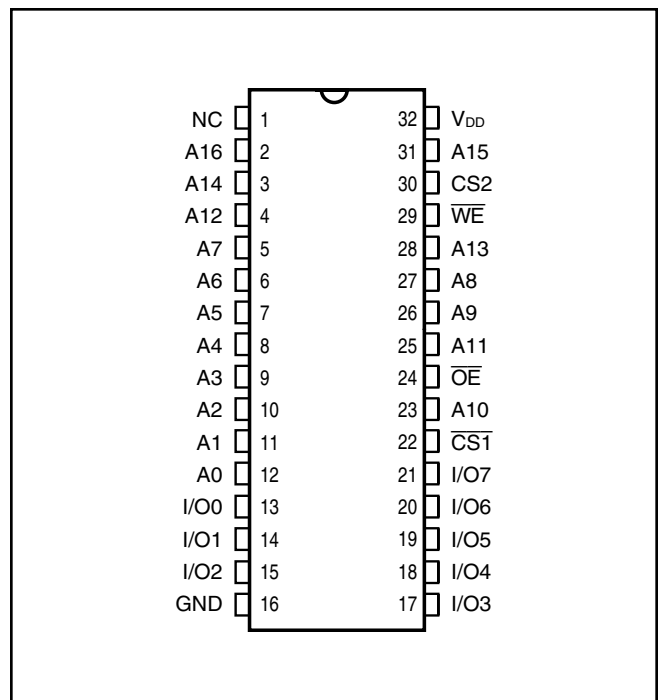 NC 1 32 VDD
A16 2 31 A15
A14 3 30 CS2
A12 4 29 W̅E̅
A7 5 28 A13
A6 6 27 A8
A5 7 26 A9
A4 8 25 A11
A3 9 24 O̅E̅
A2 10 23 A10
A1 11 22 C̅S̅1̅
A0 12 21 I/O7
I/O0 13 20 I/O6
I/O1 14 19 I/O5
I/O2 15 18 I/O4
GND 16 17 I/O3